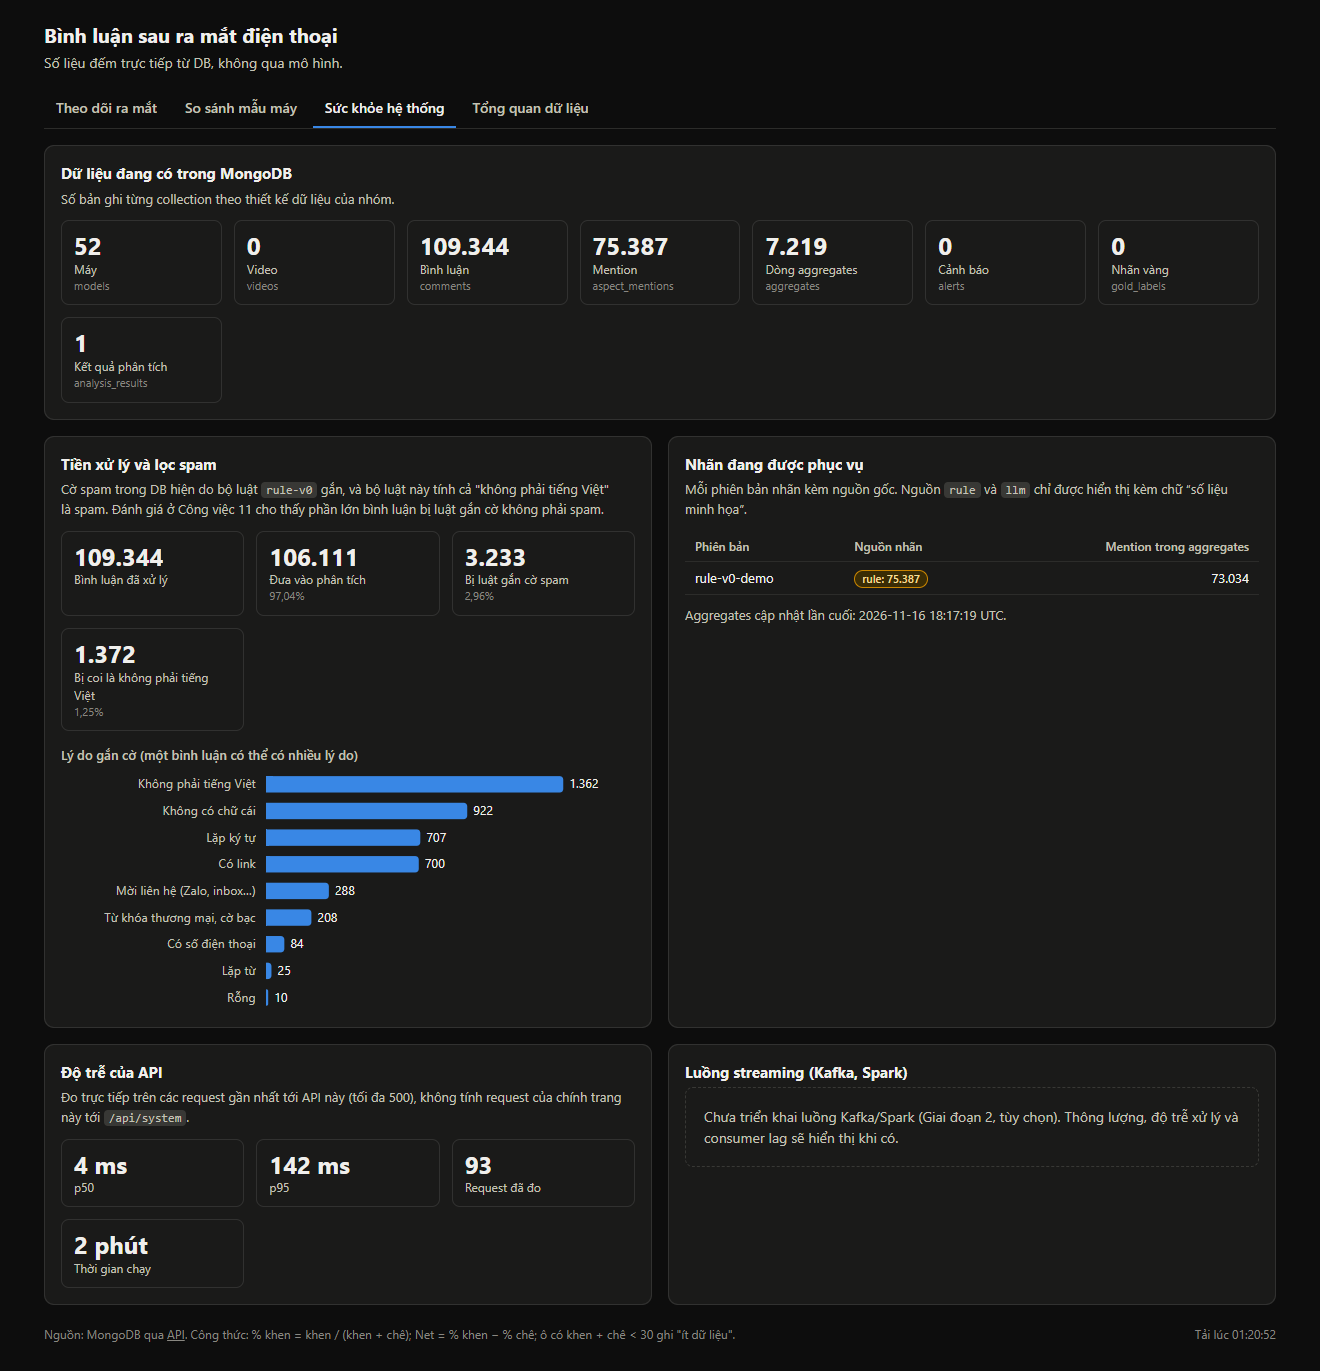 Bình luận sau ra mắt điện thoại
Số liệu đếm trực tiếp từ DB, không qua mô hình.
Theo dõi ra mắt
So sánh mẫu máy
Sức khỏe hệ thống
Tổng quan dữ liệu
Dữ liệu đang có trong MongoDB
Số bản ghi từng collection theo thiết kế dữ liệu của nhóm.
52
Máy
models
0
Video
videos
109.344
Bình luận
comments
75.387
Mention
aspect_mentions
7.219
Dòng aggregates
aggregates
0
Cảnh báo
alerts
0
Nhãn vàng
gold_labels
1
Kết quả phân tích
analysis_results
Tiền xử lý và lọc spam
Cờ spam trong DB hiện do bộ luật rule-v0 gắn, và bộ luật này tính cả "không phải tiếng Việt"
là spam. Đánh giá ở Công việc 11 cho thấy phần lớn bình luận bị luật gắn cờ không phải spam.
109.344
Bình luận đã xử lý
106.111
Đưa vào phân tích
97,04%
3.233
Bị luật gắn cờ spam
2,96%
1.372
Bị coi là không phải tiếng
Việt
1,25%
Lý do gắn cờ (một bình luận có thể có nhiều lý do)
Không phải tiếng Việt 1.362
Không có chữ cái 922
Lặp ký tự 707
Có link 700
Mời liên hệ (Zalo, inbox...) 288
Từ khóa thương mại, cờ bạc 208
Có số điện thoại 84
Lặp từ 25
Rỗng 10
Nhãn đang được phục vụ
Mỗi phiên bản nhãn kèm nguồn gốc. Nguồn rule và llm chỉ được hiển thị kèm chữ “số liệu
minh họa”.
Phiên bản Nguồn nhãn Mention trong aggregates
rule-v0-demo rule: 75.387 73.034
Aggregates cập nhật lần cuối: 2026-11-16 18:17:19 UTC.
Độ trễ của API
Đo trực tiếp trên các request gần nhất tới API này (tối đa 500), không tính request của chính trang
này tới /api/system.
4 ms
p50
142 ms
p95
93
Request đã đo
2 phút
Thời gian chạy
Luồng streaming (Kafka, Spark)
Chưa triển khai luồng Kafka/Spark (Giai đoạn 2, tùy chọn). Thông lượng, độ trễ xử lý và
consumer lag sẽ hiển thị khi có.
Nguồn: MongoDB qua API. Công thức: % khen = khen / (khen + chê); Net = % khen − % chê; ô có khen + chê < 30 ghi "ít dữ liệu".
Tải lúc 01:20:52